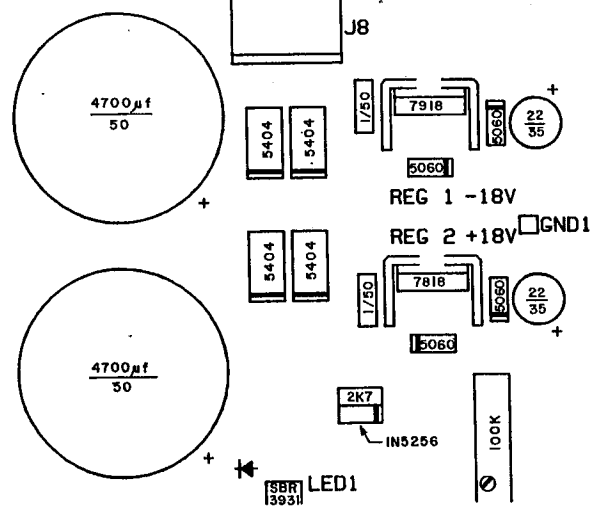 J8
4700µf
50
5404
5404
1/50
7918
5060
22
35
+
5060
+
REG 1 -18V
GND1
REG 2 +18V
5404
5404
1/50
7818
5060
22
35
+
5060
4700µf
50
+
2K7
IN5256
100K
SBR
3931
LED1